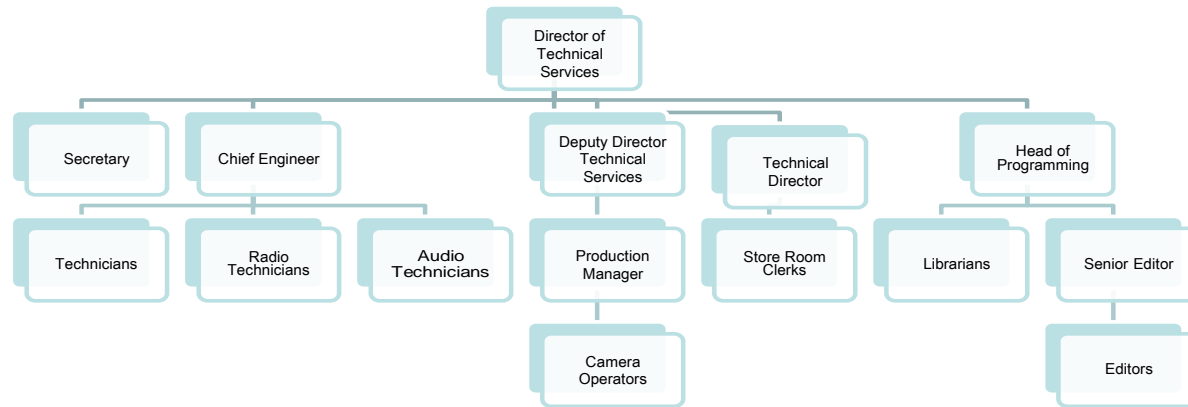 Director of
Technical
Services
Secretary
Chief Engineer
Deputy Director
Technical
Services
Technical
Director
Head of
Programming
Technicians
Radio
Technicians
Audio
Technicians
Production
Manager
Store Room
Clerks
Librarians
Senior Editor
Camera
Operators
Editors